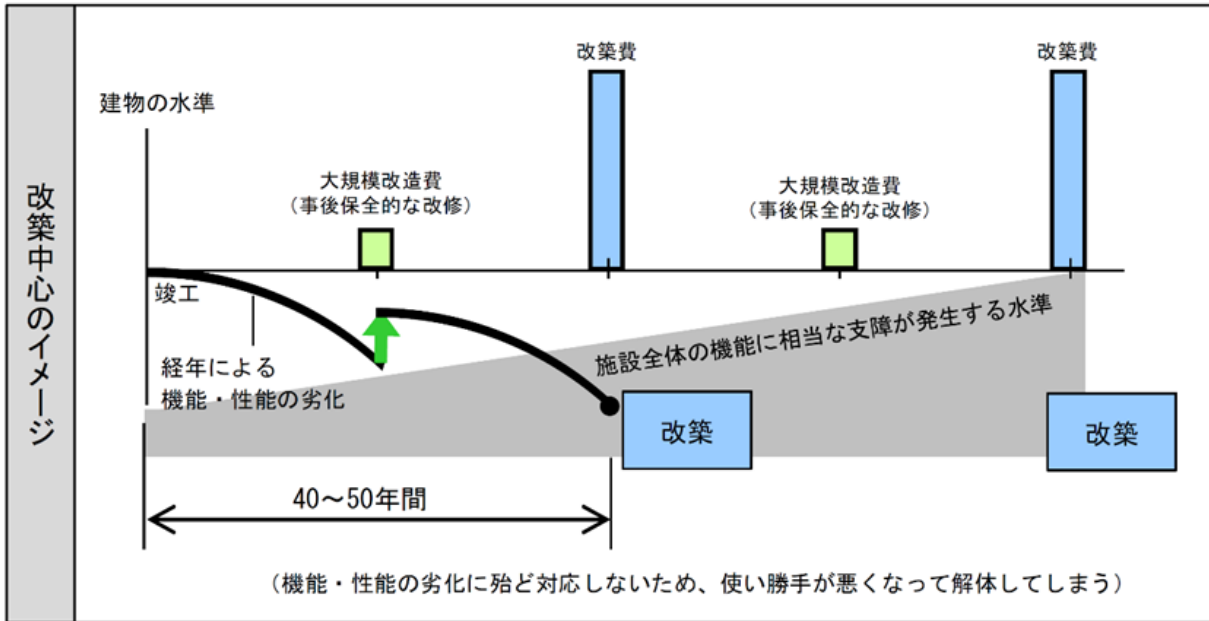 改築中心のイメージ
建物の水準
改築費
改築費
大規模改造費
（事後保全的な改修）
大規模改造費
（事後保全的な改修）
竣工
経年による
機能・性能の劣化
施設全体の機能に相当な支障が発生する水準
改築
改築
40～50年間
（機能・性能の劣化に殆ど対応しないため、使い勝手が悪くなって解体してしまう）